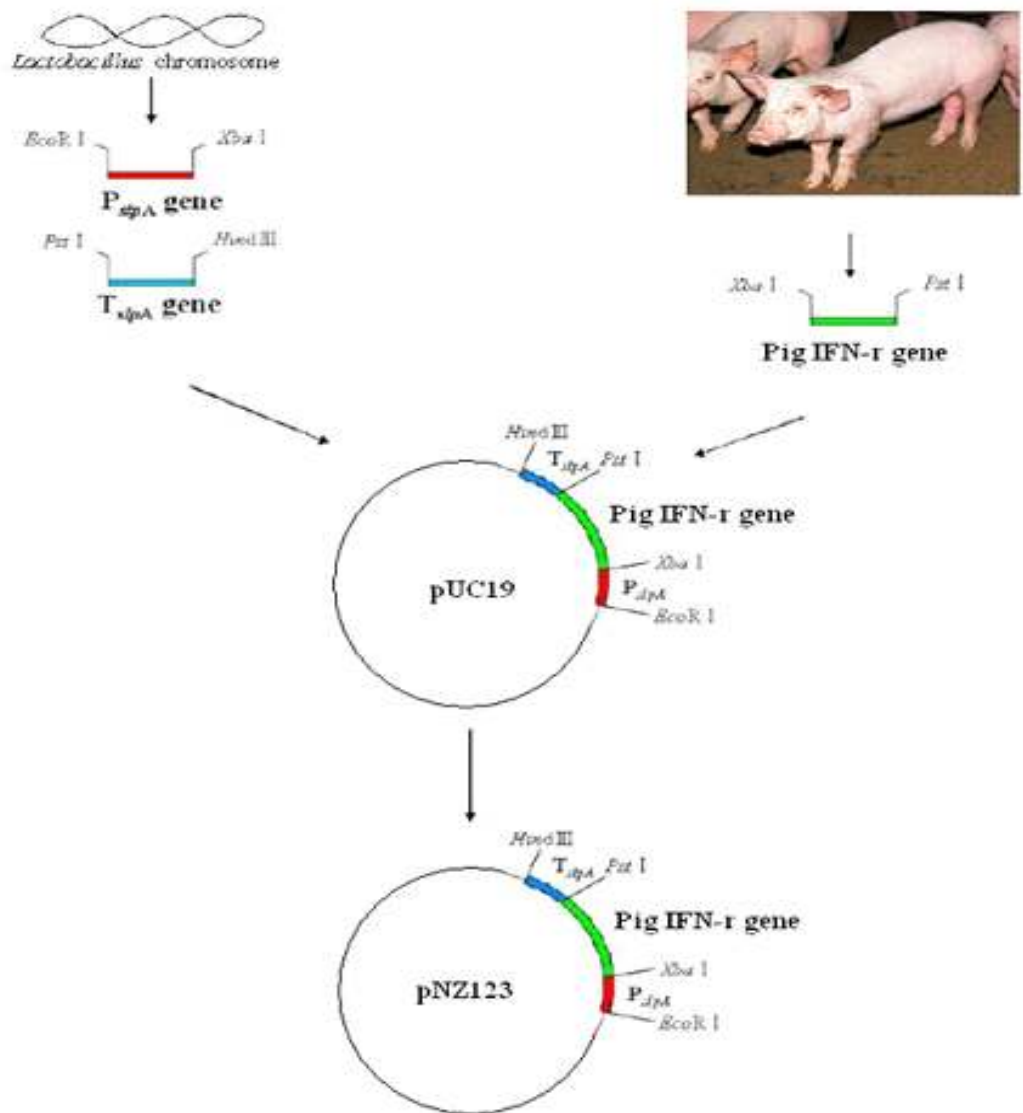 Lactobacillus chromosome
EcoR I
Xba I
PslpA gene
Pst I
Hind III
TslpA gene
Xba I
Pst I
Pig IFN-r gene
Hind III
TslpA
Pst I
Pig IFN-r gene
Xba I
PslpA
EcoR I
pUC19
Hind III
TslpA
Pst I
Pig IFN-r gene
Xba I
PslpA
EcoR I
pNZ123